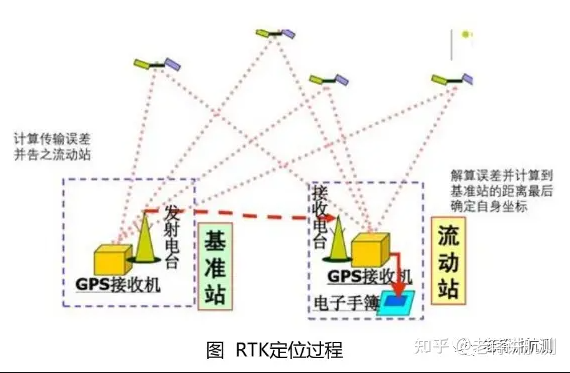 计算传输误差
并告之流动站
解算误差并计算到
基准站的距离最后
确定自身坐标
发射电台
GPS接收机
基准站
接收电台
GPS接收机
电子手簿
流动站
图 RTK定位过程
知乎